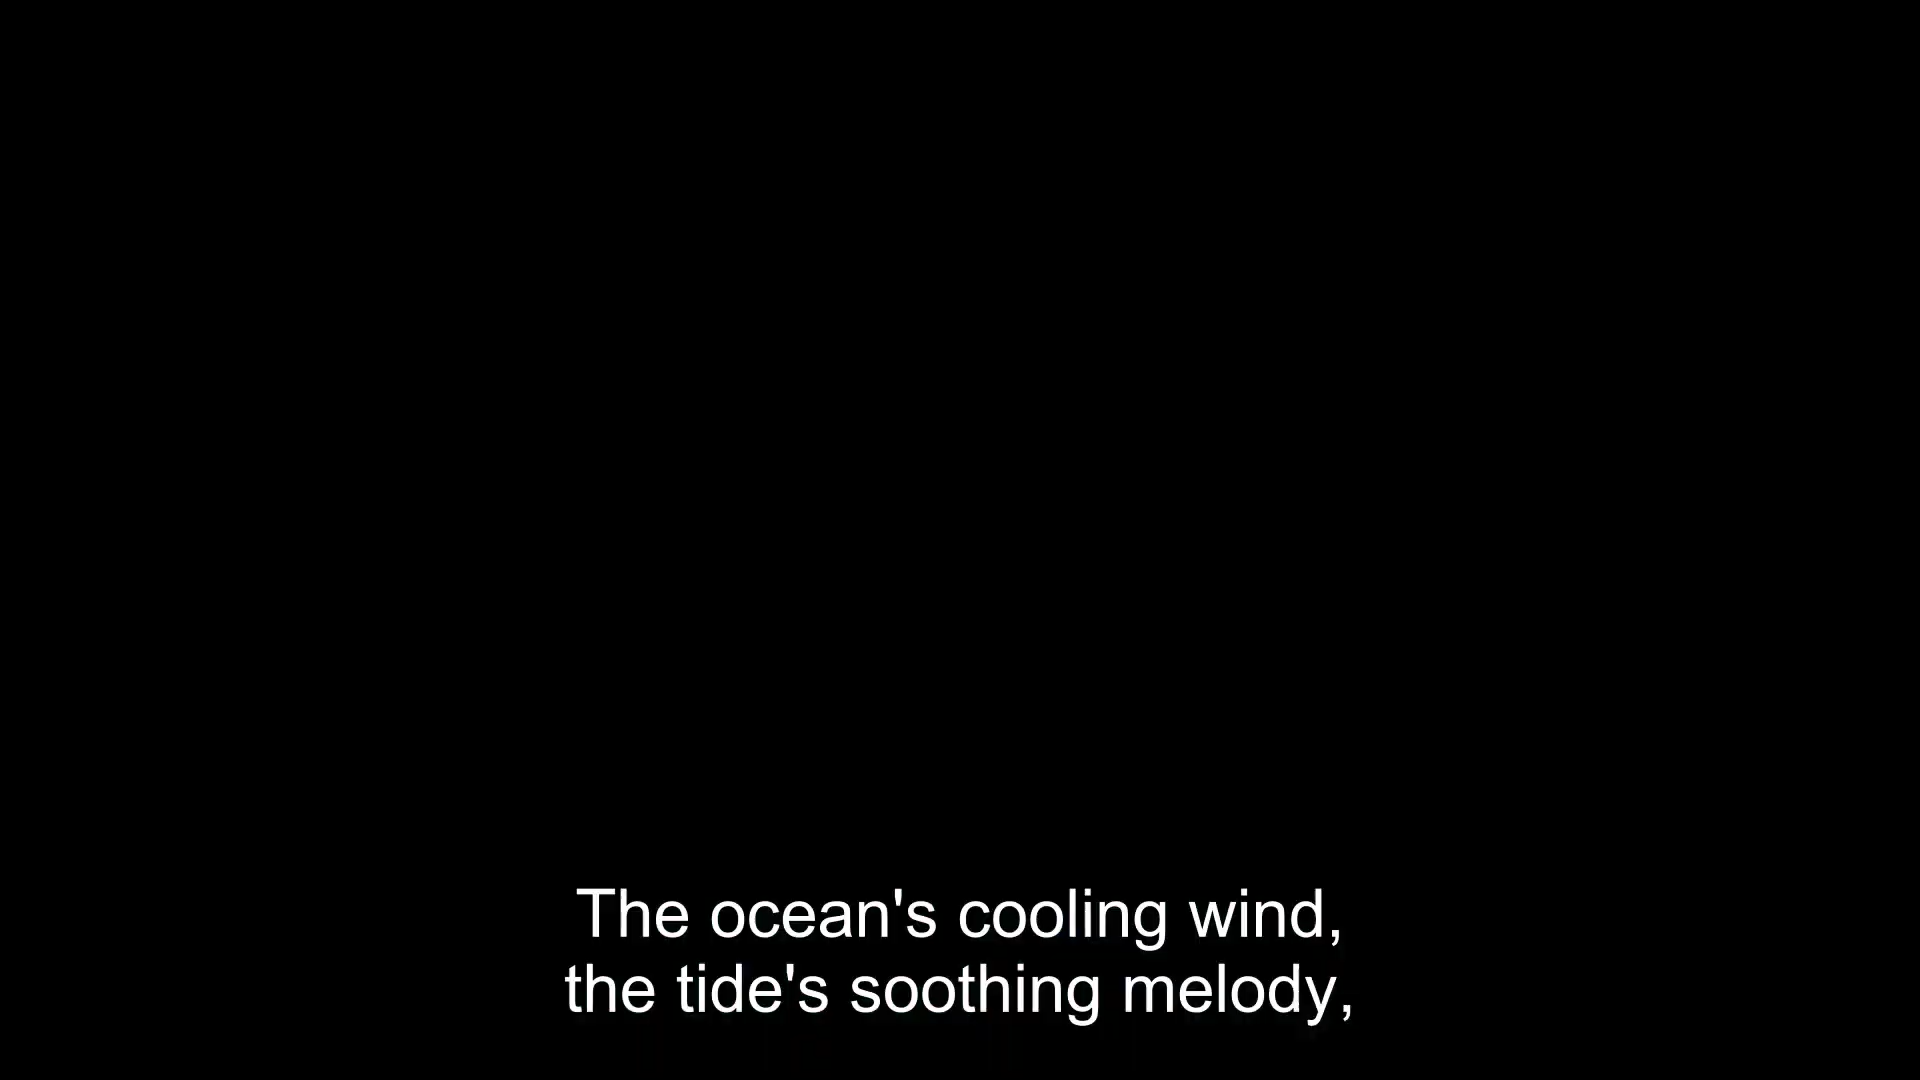 The ocean's cooling wind,
the tide's soothing melody,